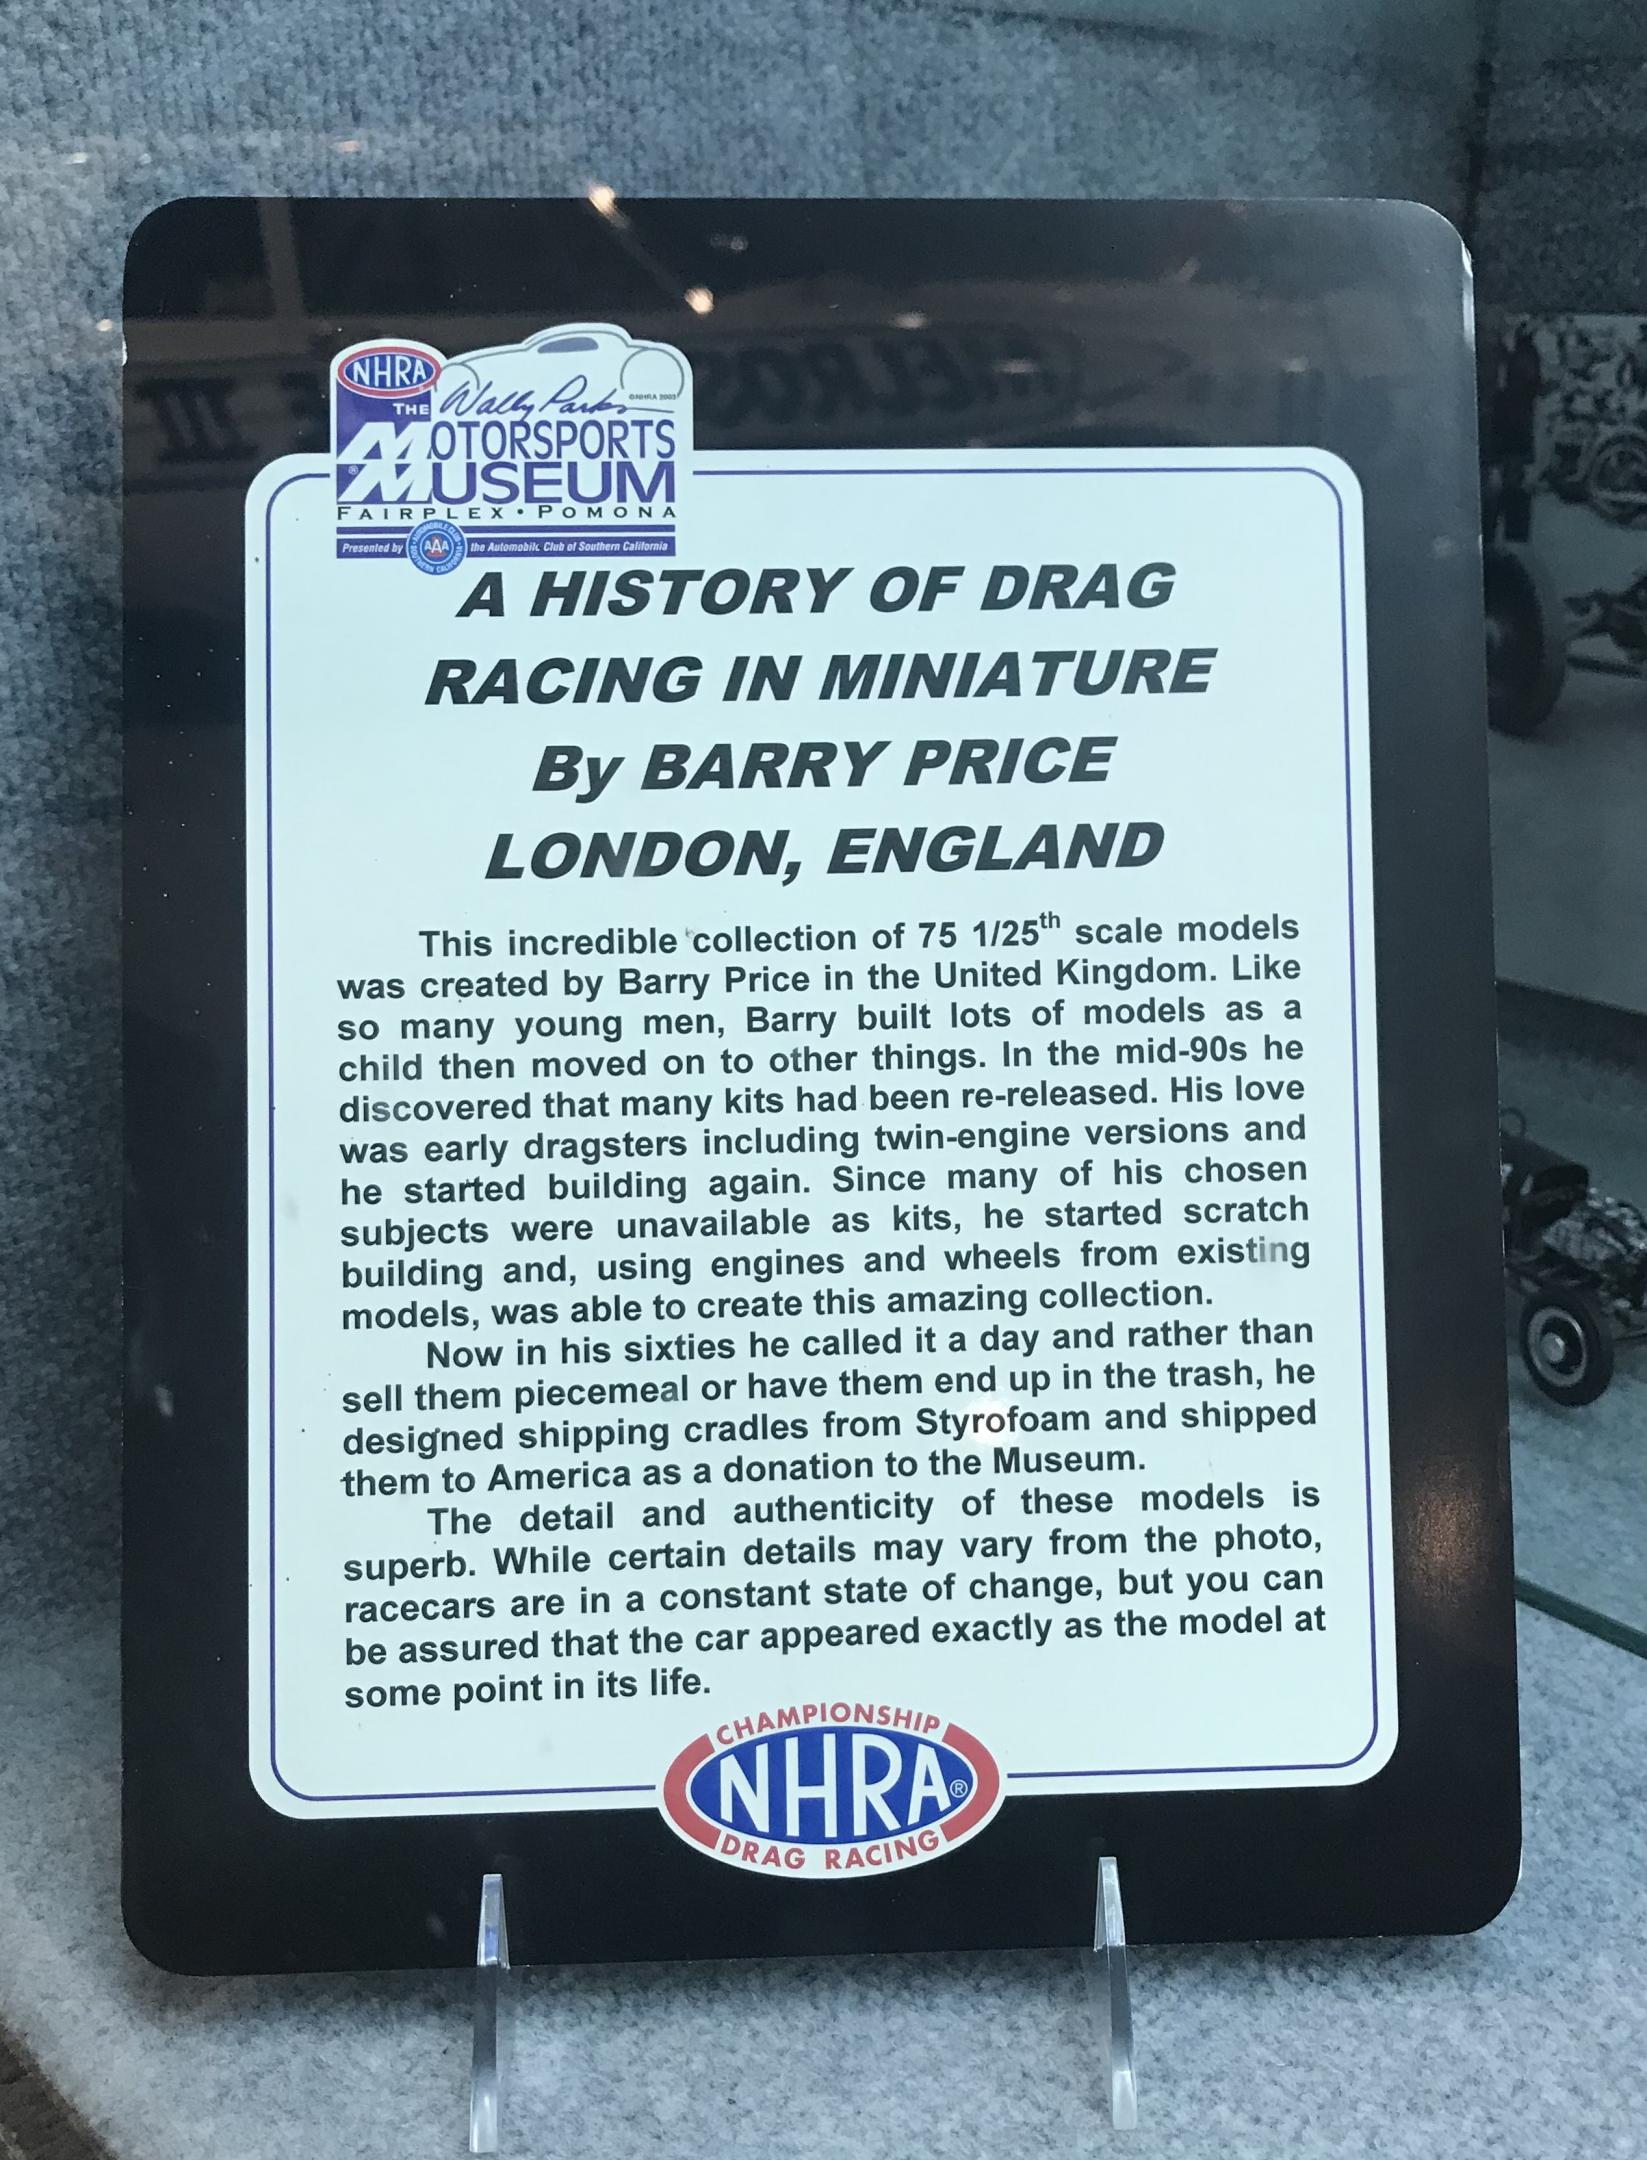 NHRA
THE Wally Parks
©NHRA 2003
MOTORSPORTS
MUSEUM
FAIRPLEX • POMONA
Presented by AAA the Automobile Club of Southern California
A HISTORY OF DRAG
RACING IN MINIATURE
By BARRY PRICE
LONDON, ENGLAND
This incredible collection of 75 1/25th scale models
was created by Barry Price in the United Kingdom. Like
so many young men, Barry built lots of models as a
child then moved on to other things. In the mid-90s he
discovered that many kits had been re-released. His love
was early dragsters including twin-engine versions and
he started building again. Since many of his chosen
subjects were unavailable as kits, he started scratch
building and, using engines and wheels from existing
models, was able to create this amazing collection.
Now in his sixties he called it a day and rather than
sell them piecemeal or have them end up in the trash, he
designed shipping cradles from Styrofoam and shipped
them to America as a donation to the Museum.
The detail and authenticity of these models is
superb. While certain details may vary from the photo,
racecars are in a constant state of change, but you can
be assured that the car appeared exactly as the model at
some point in its life.
CHAMPIONSHIP
NHRA®
DRAG RACING